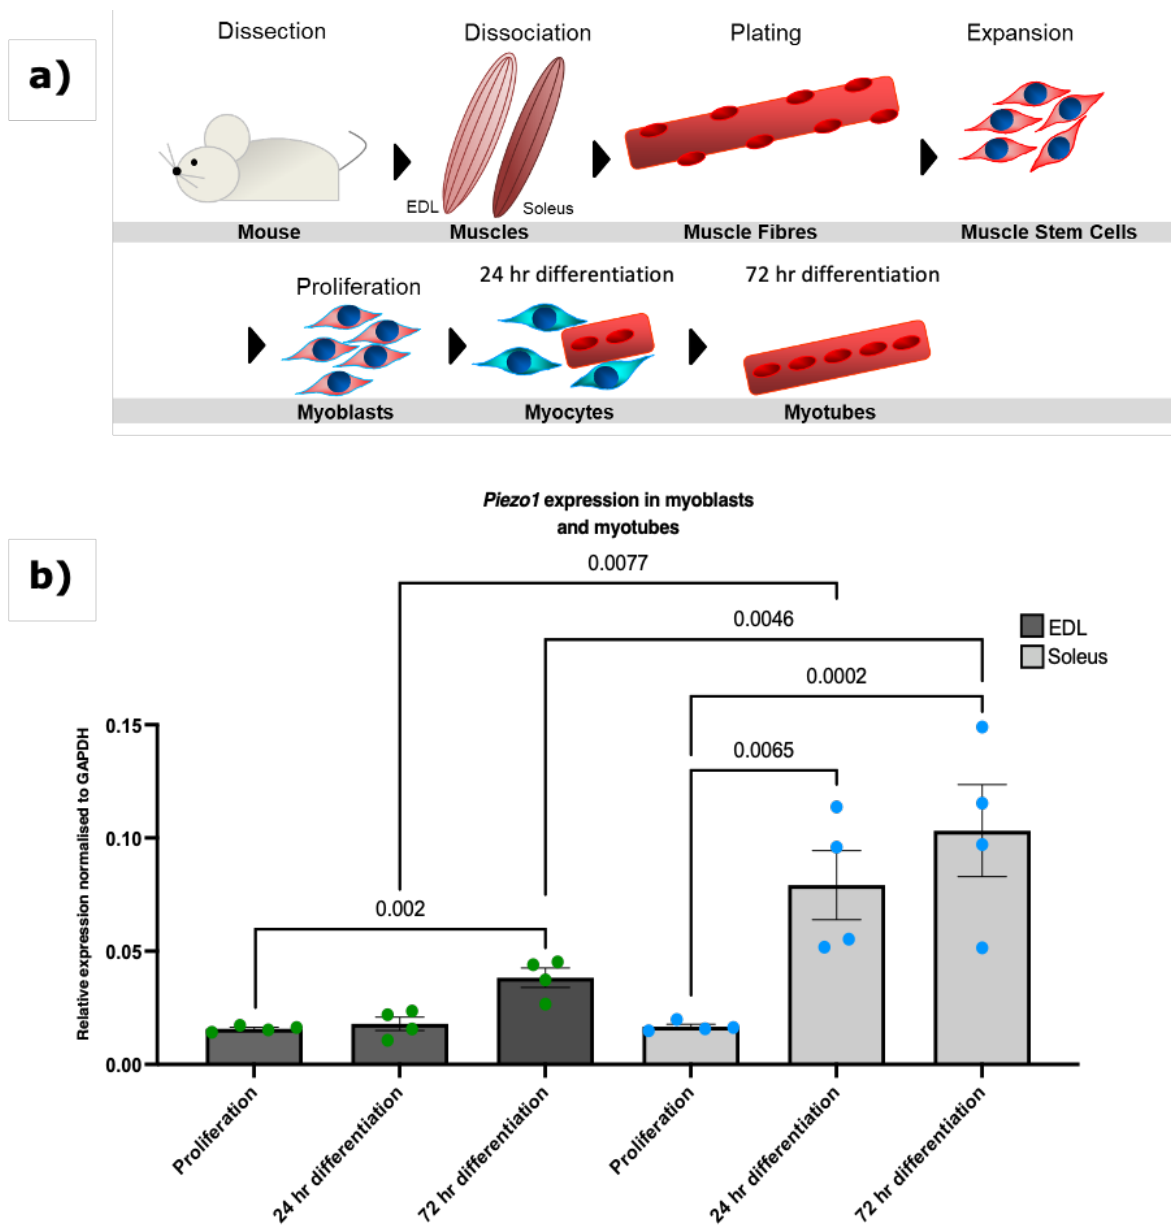 a)
Dissection
Dissociation
Plating
Expansion
EDL
Soleus
Mouse
Muscles
Muscle Fibres
Muscle Stem Cells
Proliferation
24 hr differentiation
72 hr differentiation
Myoblasts
Myocytes
Myotubes
b)
Piezo1 expression in myoblasts
and myotubes
0.0077
0.0046
0.0002
0.0065
0.002
EDL
Soleus
Relative expression normalised to GAPDH
0.15
0.10
0.05
0.00
Proliferation
24 hr differentiation
72 hr differentiation
Proliferation
24 hr differentiation
72 hr differentiation